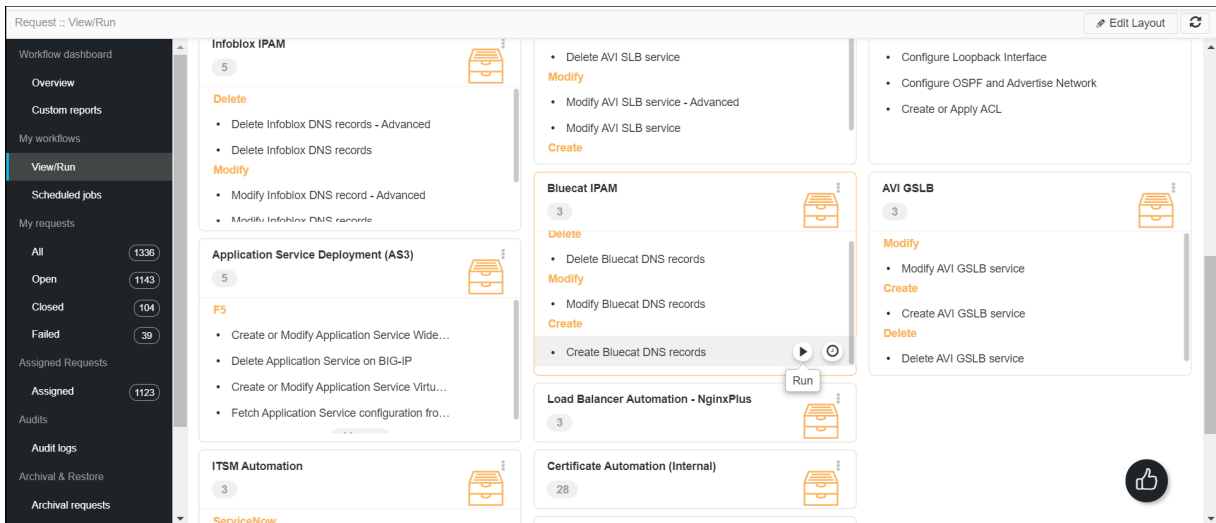 Request :: View/Run
Edit Layout
Workflow dashboard
Overview
Custom reports
My workflows
View/Run
Scheduled jobs
My requests
All 1336
Open 1143
Closed 104
Failed 39
Assigned Requests
Assigned 1123
Audits
Audit logs
Archival & Restore
Archival requests
Infoblox IPAM
5
Delete
• Delete Infoblox DNS records - Advanced
• Delete Infoblox DNS records
Modify
• Modify Infoblox DNS record - Advanced
• Modify Infoblox DNS records
Application Service Deployment (AS3)
5
F5
• Create or Modify Application Service Wide…
• Delete Application Service on BIG-IP
• Create or Modify Application Service Virtu…
• Fetch Application Service configuration fro…
ITSM Automation
3
ServiceNow
• Delete AVI SLB service
Modify
• Modify AVI SLB service - Advanced
• Modify AVI SLB service
Create
Bluecat IPAM
3
Delete
• Delete Bluecat DNS records
Modify
• Modify Bluecat DNS records
Create
• Create Bluecat DNS records
Run
Load Balancer Automation - NginxPlus
3
Certificate Automation (Internal)
28
• Configure Loopback Interface
• Configure OSPF and Advertise Network
• Create or Apply ACL
AVI GSLB
3
Modify
• Modify AVI GSLB service
Create
• Create AVI GSLB service
Delete
• Delete AVI GSLB service